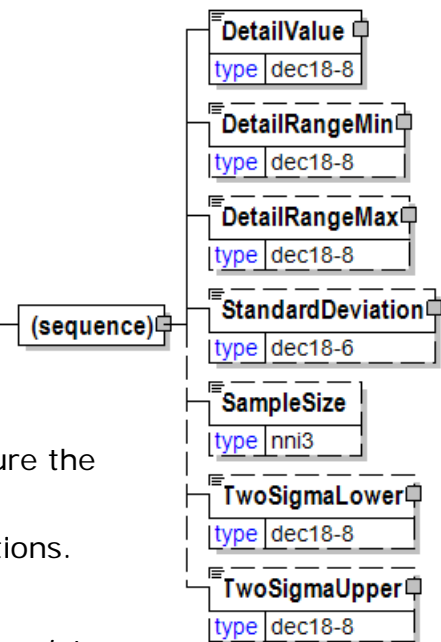 DetailValue
type dec18-8
DetailRangeMin
type dec18-8
DetailRangeMax
type dec18-8
StandardDeviation
type dec18-6
(sequence)
SampleSize
type nni3
ure the
TwoSigmaLower
type dec18-8
tions.
TwoSigmaUpper
type dec18-8